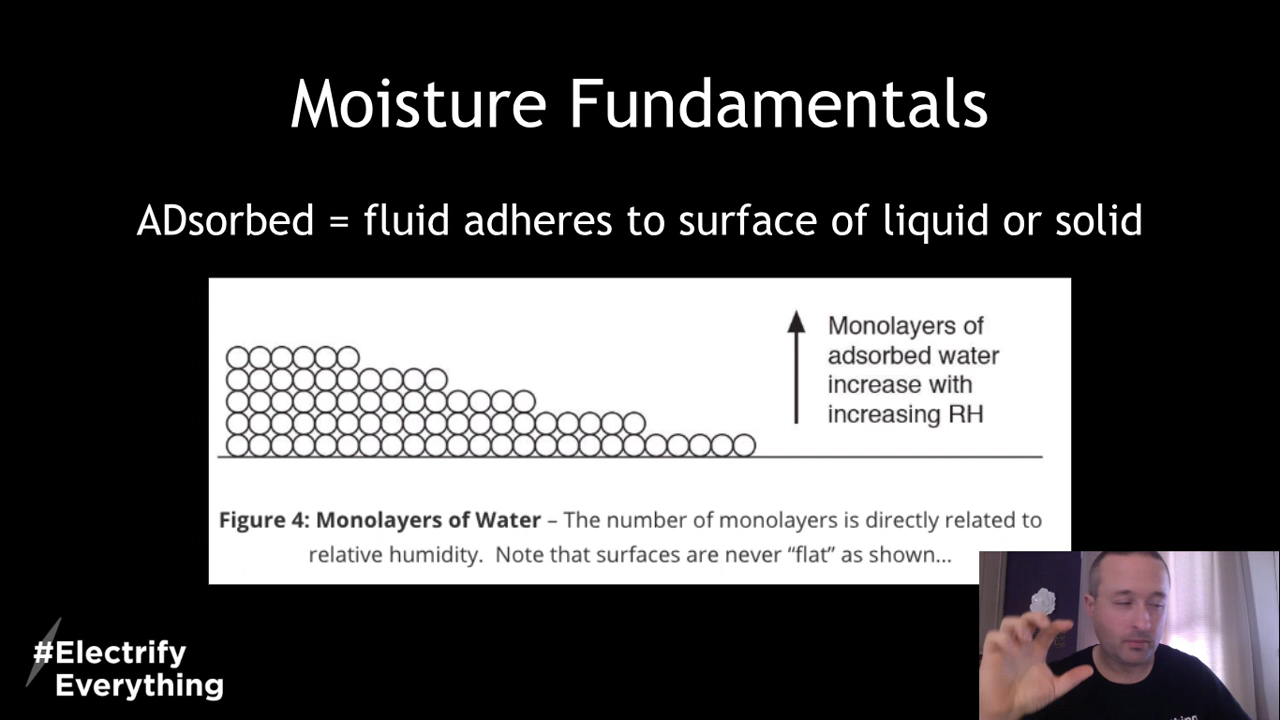 Moisture Fundamentals
ADsorbed = fluid adheres to surface of liquid or solid
Monolayers of
adsorbed water
increase with
increasing RH
Figure 4: Monolayers of Water – The number of monolayers is directly related to
relative humidity.  Note that surfaces are never “flat” as shown...
#Electrify
Everything